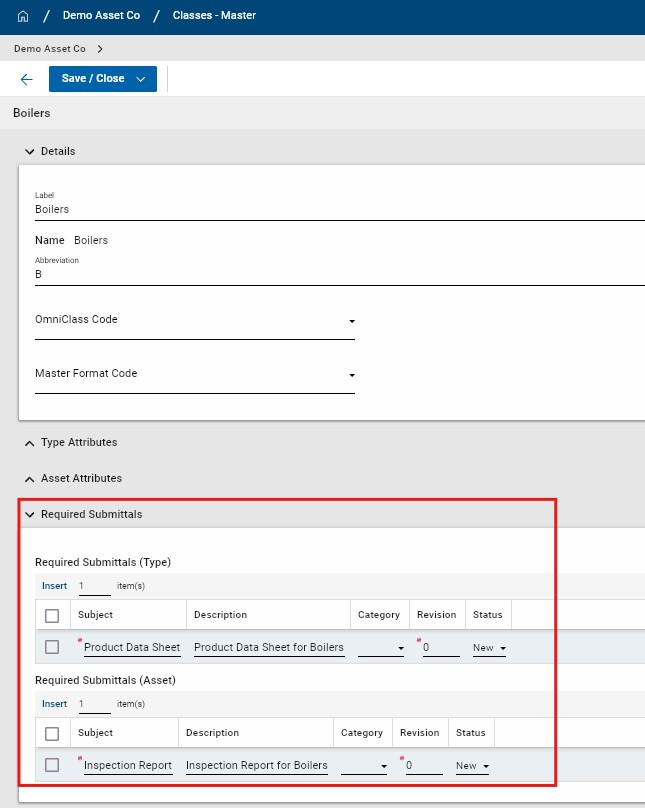 / Demo Asset Co / Classes - Master
Demo Asset Co >
Save / Close
Boilers
Details
Label
Boilers
Name Boilers
Abbreviation
B
OmniClass Code
Master Format Code
Type Attributes
Asset Attributes
Required Submittals
Required Submittals (Type)
Insert 1 item(s)
Subject Description Category Revision Status
* Product Data Sheet Product Data Sheet for Boilers * 0 New
Required Submittals (Asset)
Insert 1 item(s)
Subject Description Category Revision Status
* Inspection Report Inspection Report for Boilers * 0 New